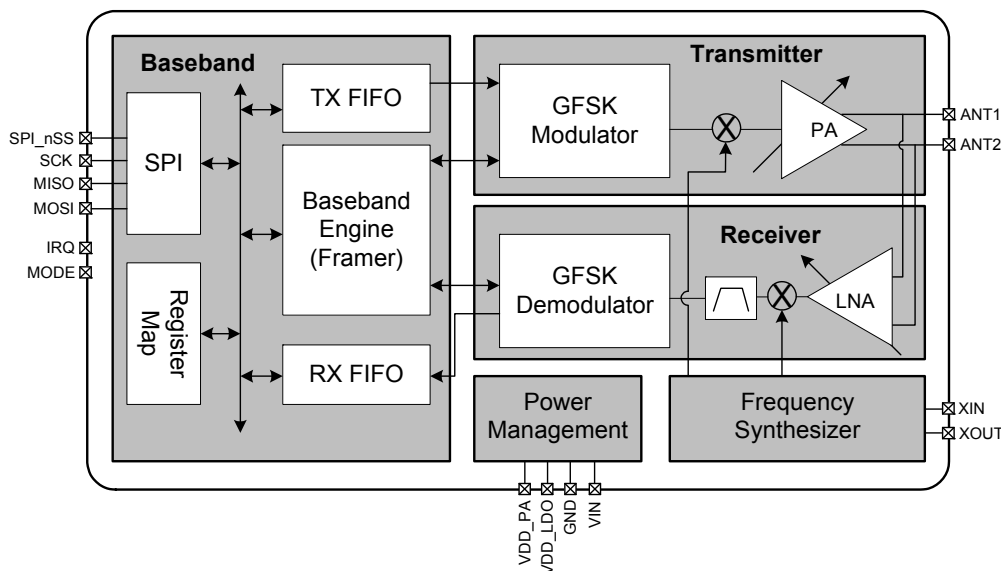 Baseband
SPI
TX FIFO
Baseband
Engine
(Framer)
Register
Map
RX FIFO
Transmitter
GFSK
Modulator
X
PA
Receiver
GFSK
Demodulator
X
LNA
Power
Management
Frequency
Synthesizer
SPI_nSS
SCK
MISO
MOSI
IRQ
MODE
ANT1
ANT2
XIN
XOUT
VDD_PA
VDD_LDO
GND
VIN